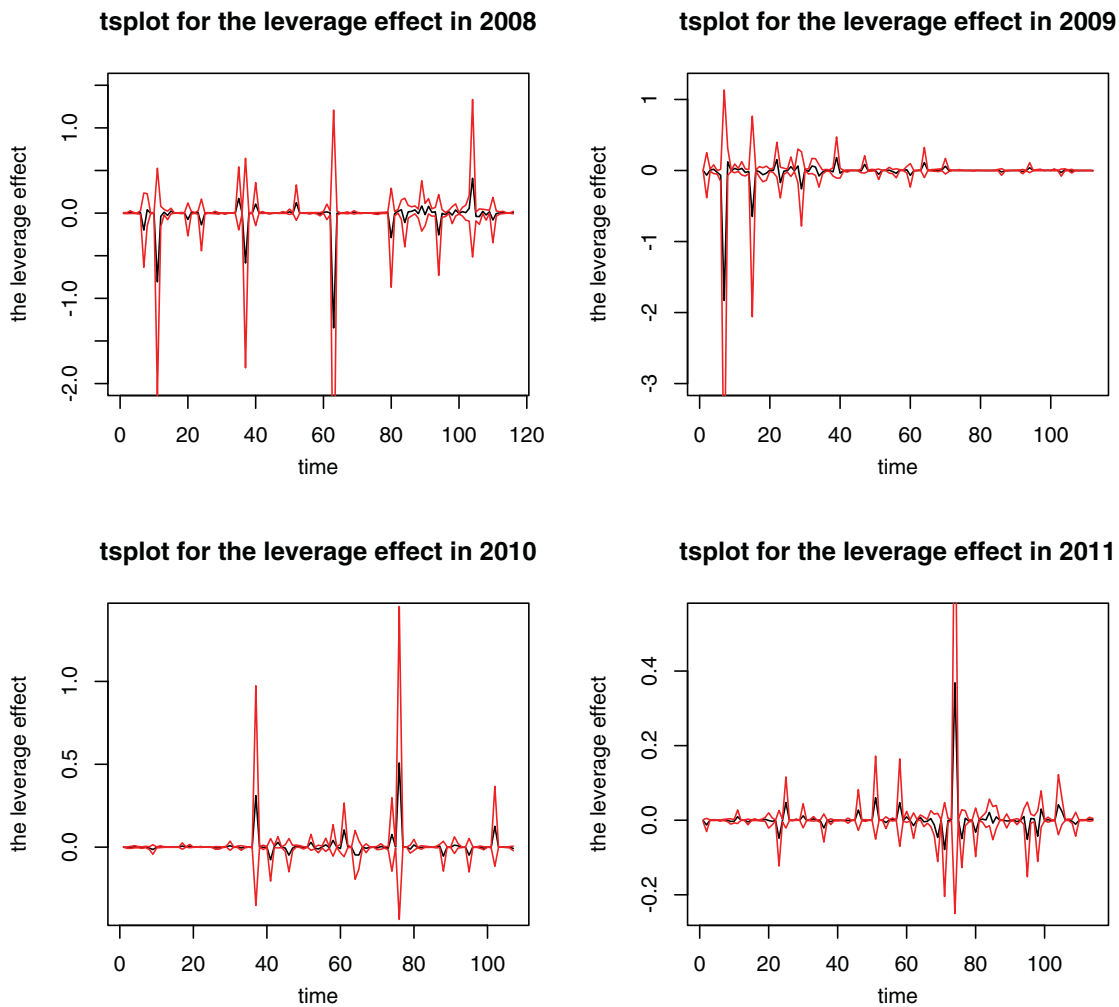 tsplot for the leverage effect in 2008
the leverage effect
1.0
0.0
-1.0
-2.0
0 20 40 60 80 100 120
time
tsplot for the leverage effect in 2009
the leverage effect
1
0
-1
-2
-3
0 20 40 60 80 100
time
tsplot for the leverage effect in 2010
the leverage effect
1.0
0.5
0.0
0 20 40 60 80 100
time
tsplot for the leverage effect in 2011
the leverage effect
0.4
0.2
0.0
-0.2
0 20 40 60 80 100
time